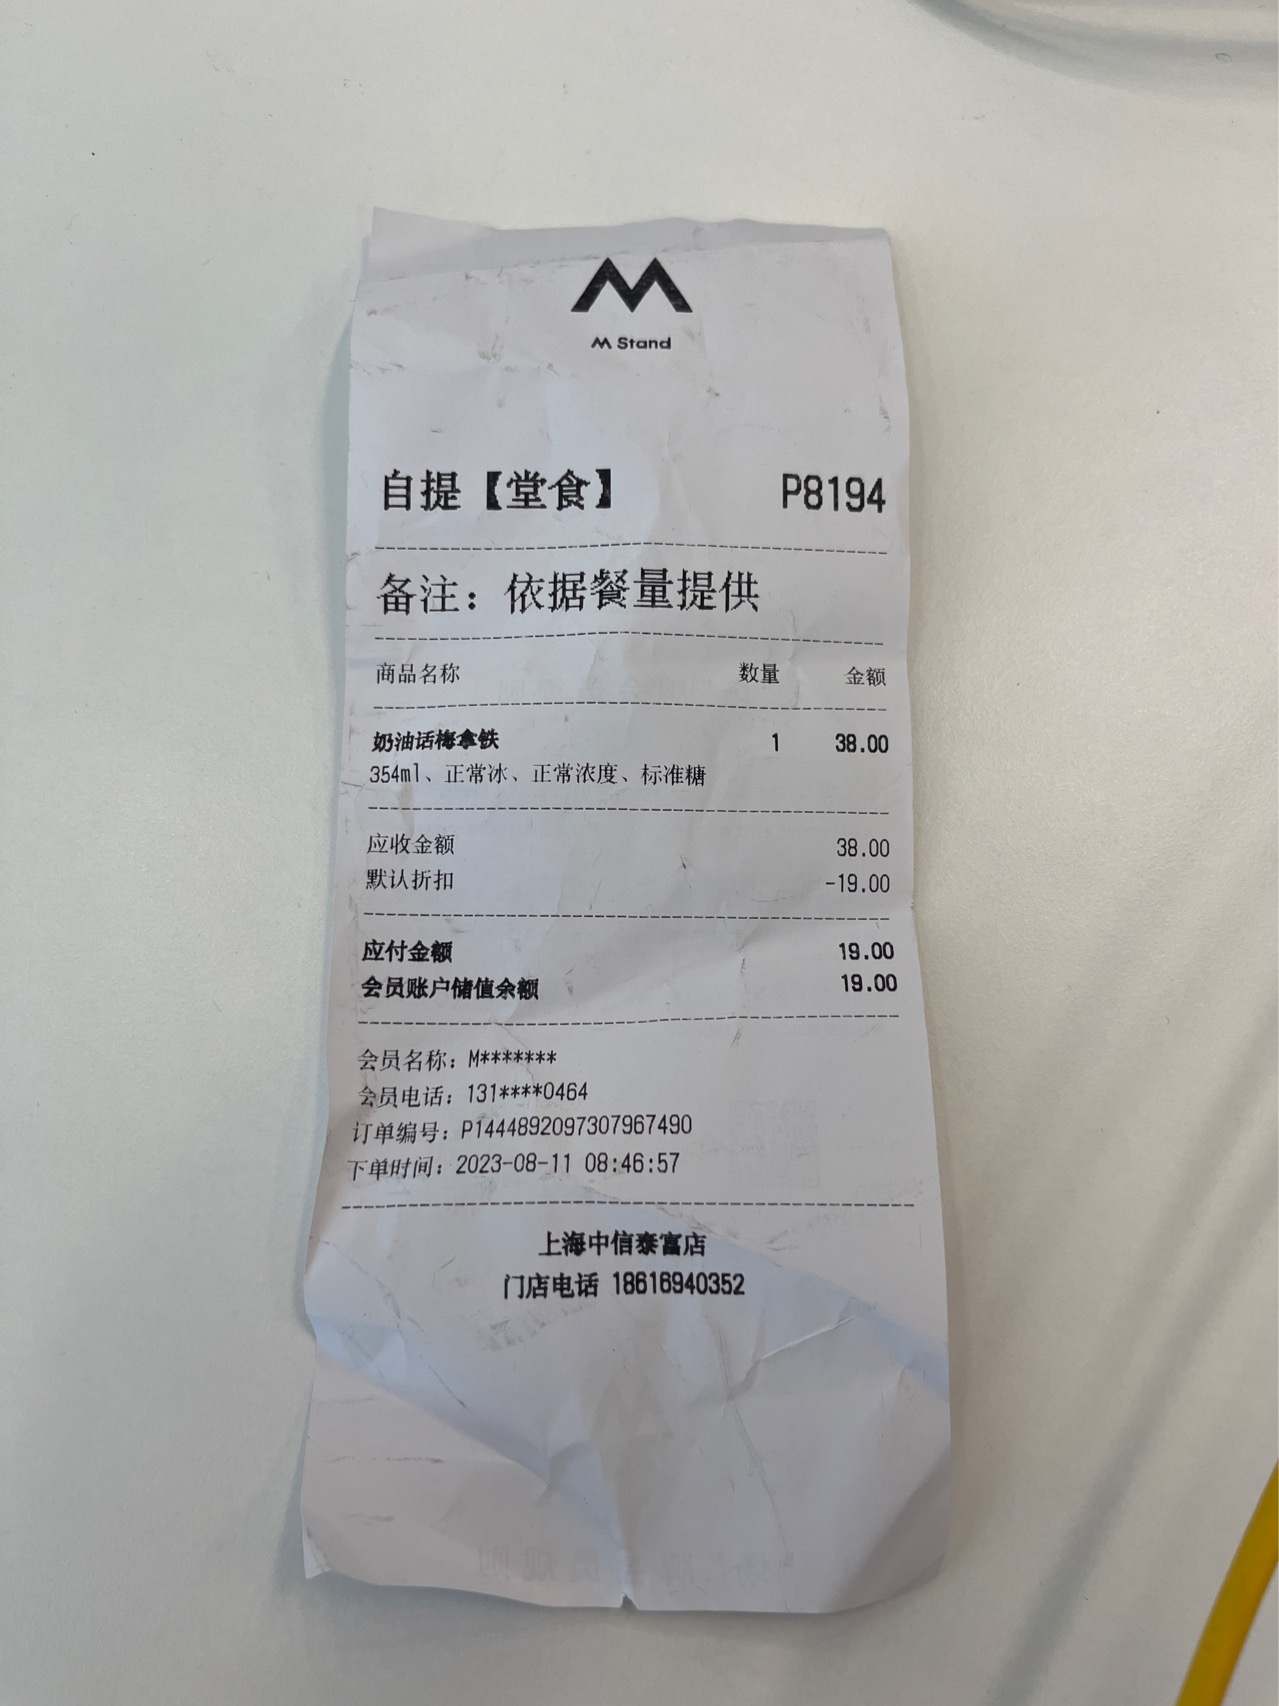 M Stand
自提【堂食】 P8194
备注：依据餐量提供
商品名称 数量 金额
奶油话梅拿铁 1 38.00
354ml、正常冰、正常浓度、标准糖
应收金额 38.00
默认折扣 -19.00
应付金额 19.00
会员账户储值余额 19.00
会员名称：M*******
会员电话：131****0464
订单编号：P1444892097307967490
下单时间：2023-08-11 08:46:57
上海中信泰富店
门店电话 18616940352